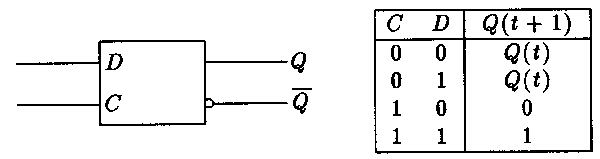 D Q
C Q̅
C D Q(t + 1)
0 0 Q(t)
0 1 Q(t)
1 0 0
1 1 1